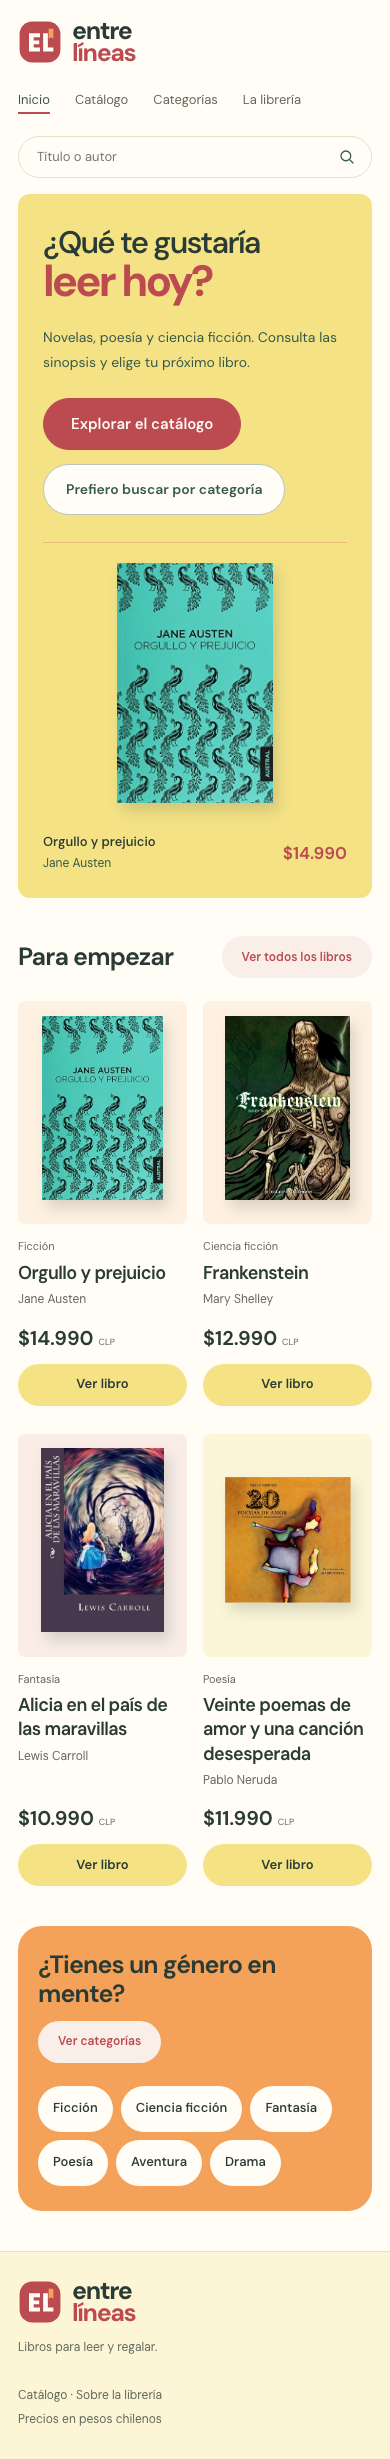 EL entre
líneas
Inicio Catálogo Categorías La librería
Título o autor
¿Qué te gustaría
leer hoy?
Novelas, poesía y ciencia ficción. Consulta las
sinopsis y elige tu próximo libro.
Explorar el catálogo
Prefiero buscar por categoría
JANE AUSTEN
ORGULLO Y PREJUICIO
AUSTRAL
Orgullo y prejuicio
Jane Austen
$14.990
Para empezar
Ver todos los libros
JANE AUSTEN
ORGULLO Y PREJUICIO
AUSTRAL
Ficción
Orgullo y prejuicio
Jane Austen
$14.990 CLP
Ver libro
Frankenstein
Ciencia ficción
Frankenstein
Mary Shelley
$12.990 CLP
Ver libro
ALICIA EN EL PAÍS
DE LAS MARAVILLAS
LEWIS CARROLL
Fantasía
Alicia en el país de
las maravillas
Lewis Carroll
$10.990 CLP
Ver libro
20
POEMAS DE AMOR
Poesía
Veinte poemas de
amor y una canción
desesperada
Pablo Neruda
$11.990 CLP
Ver libro
¿Tienes un género en
mente?
Ver categorías
Ficción Ciencia ficción Fantasía
Poesía Aventura Drama
EL entre
líneas
Libros para leer y regalar.
Catálogo · Sobre la librería
Precios en pesos chilenos